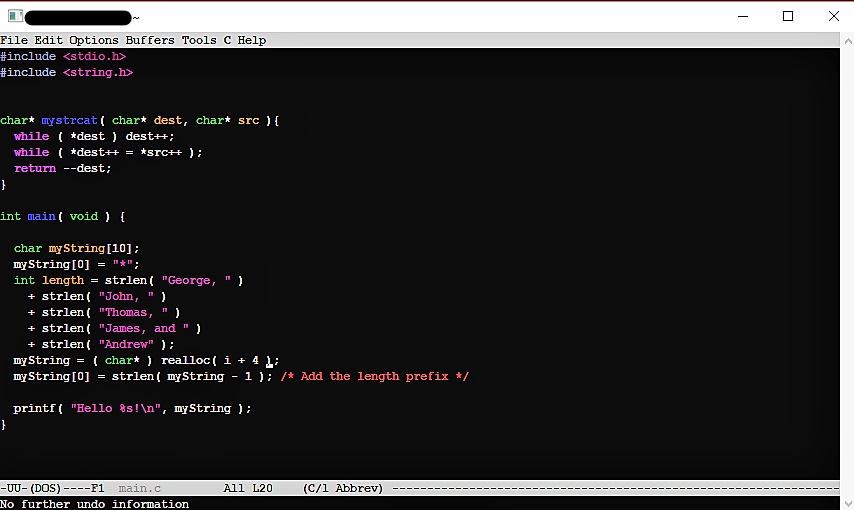 ~
File Edit Options Buffers Tools C Help
#include <stdio.h>
#include <string.h>
char* mystrcat( char* dest, char* src ){
  while ( *dest ) dest++;
  while ( *dest++ = *src++ );
  return --dest;
}
int main( void ) {
  char myString[10];
  myString[0] = "*";
  int length = strlen( "George, " )
    + strlen( "John, " )
    + strlen( "Thomas, " )
    + strlen( "James, and " )
    + strlen( "Andrew" );
  myString = ( char* ) realloc( i + 4 );
  myString[0] = strlen( myString - 1 ); /* Add the length prefix */
  printf( "Hello %s!\n", myString );
}
-UU-(DOS)----F1  main.c         All L20    (C/l Abbrev) ----------------------------------------------------------------
No further undo information